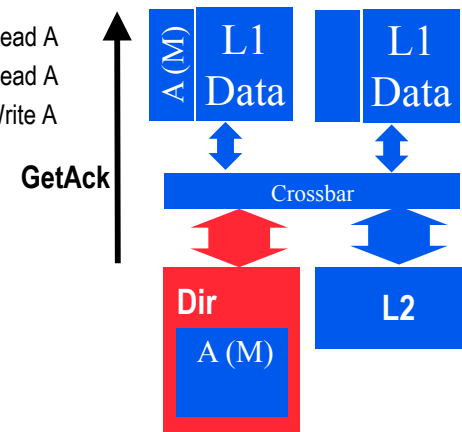 ead A
ead A
rite A
GetAck
A (M)
L1
Data
L1
Data
Crossbar
Dir
A (M)
L2